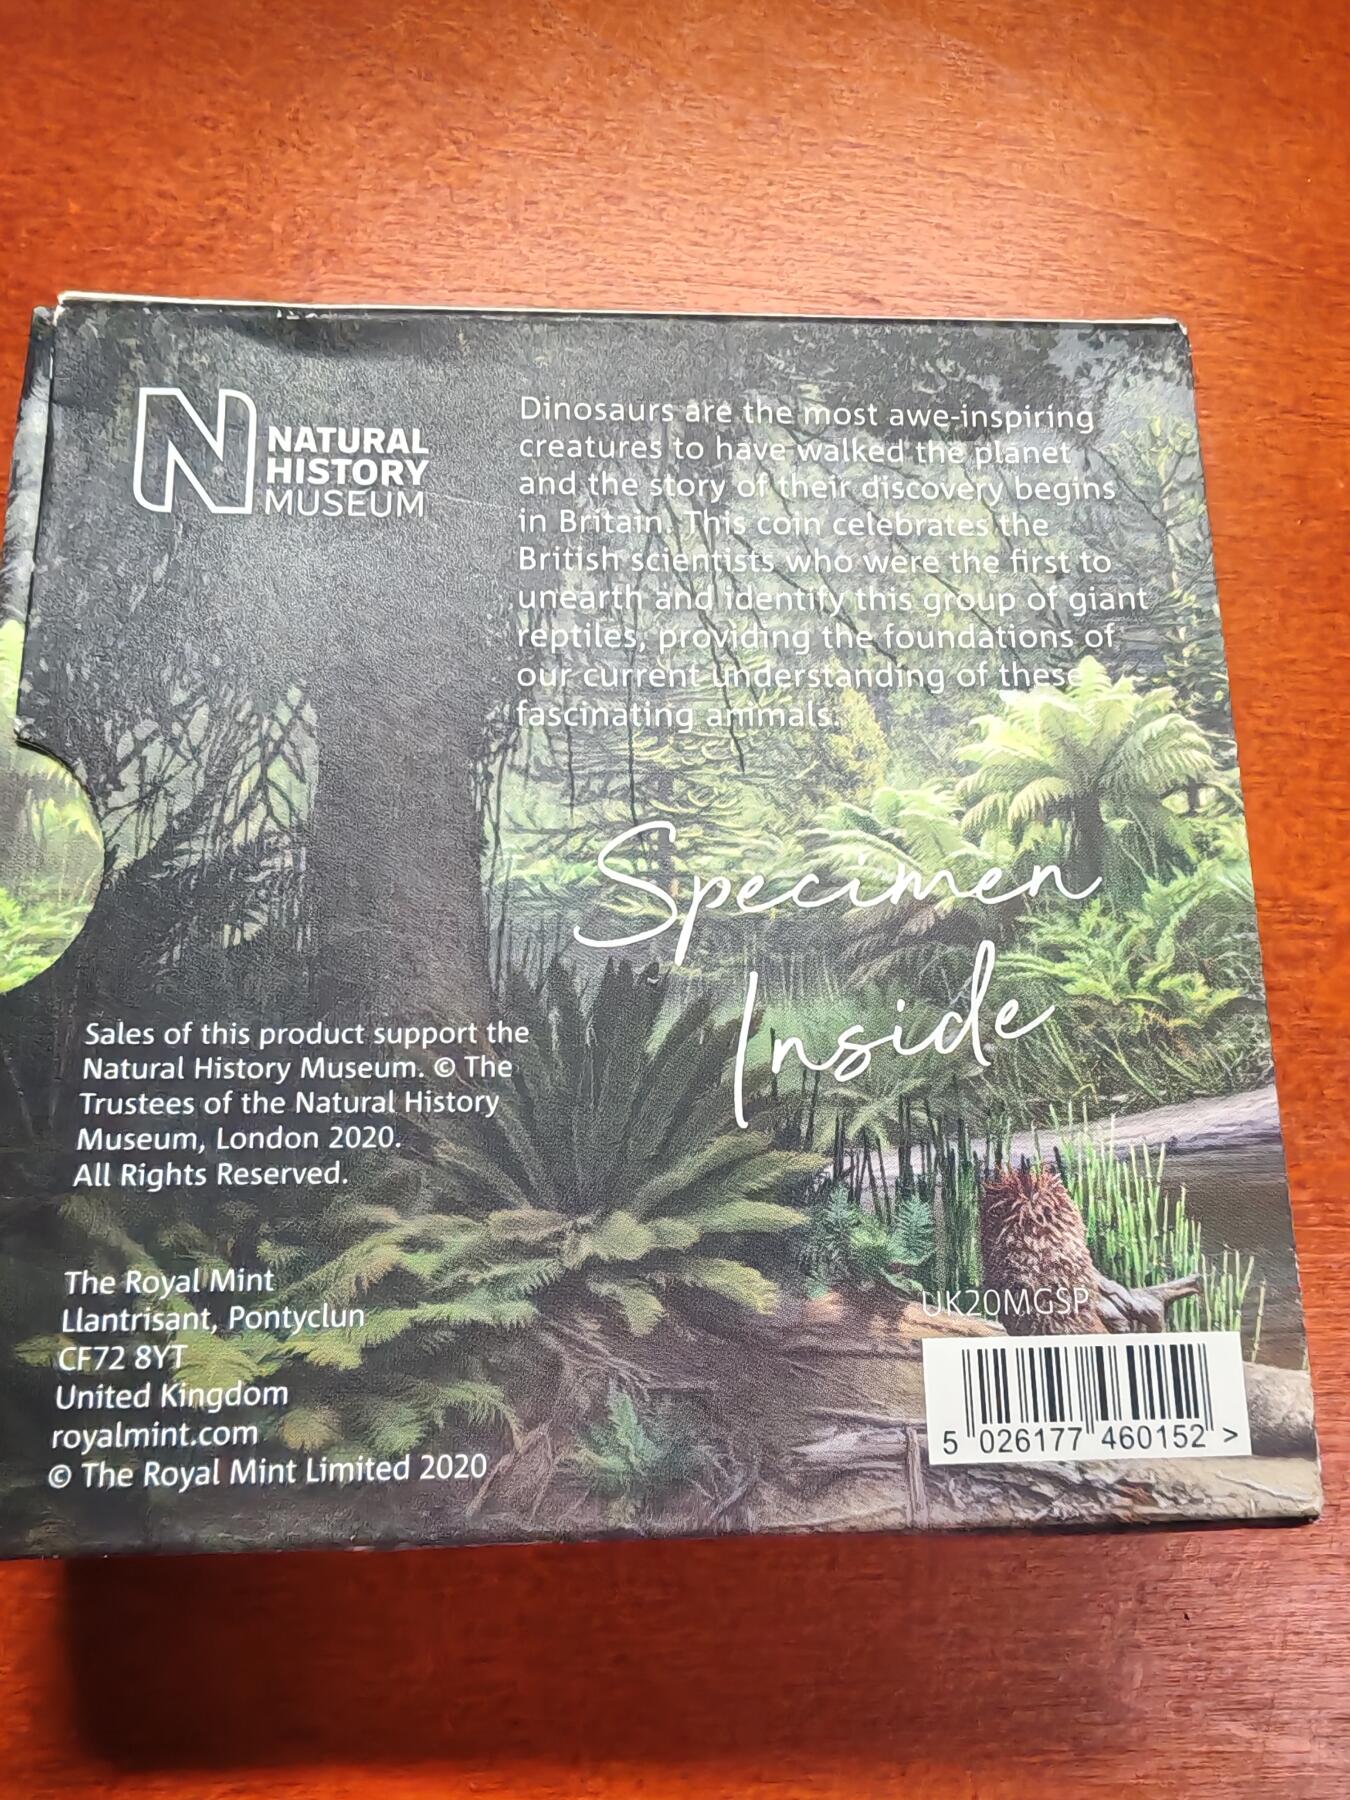 NATURAL
HISTORY
MUSEUM
Dinosaurs are the most awe-inspiring
creatures to have walked the planet
and the story of their discovery begins
in Britain. This coin celebrates the
British scientists who were the first to
unearth and identify this group of giant
reptiles, providing the foundations of
our current understanding of these
fascinating animals.
Specimen
Inside
Sales of this product support the
Natural History Museum. © The
Trustees of the Natural History
Museum, London 2020.
All Rights Reserved.
The Royal Mint
Llantrisant, Pontyclun
CF72 8YT
United Kingdom
royalmint.com
© The Royal Mint Limited 2020
UK20MGSP
5 026177 460152 >